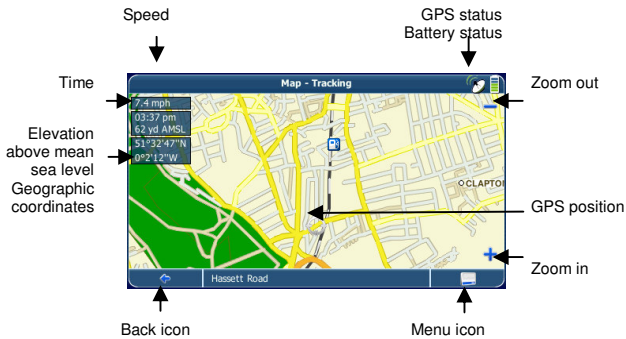 Speed
GPS status
Battery status
Time
Map - Tracking
Zoom out
7.4 mph
03:37 pm
62 yd AMSL
51°32'47"N
0°2'12"W
Elevation
above mean
sea level
Geographic
coordinates
CLAPTO
GPS position
Zoom in
Hassett Road
Back icon
Menu icon